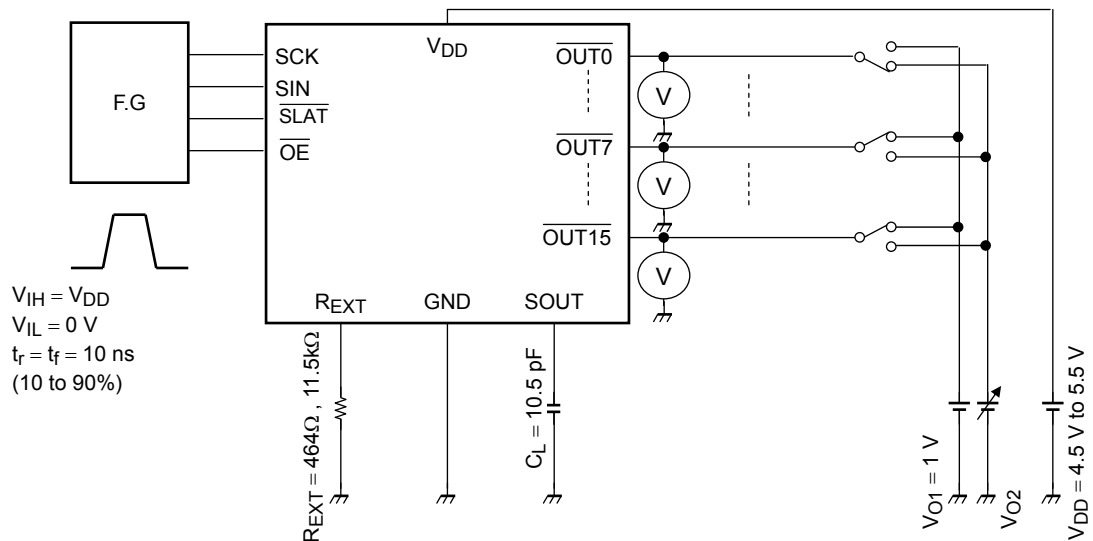 F.G
SCK
SIN
SLAT
OE
VDD
OUT0
OUT7
OUT15
V
V
V
REXT
GND
SOUT
VIH = VDD
VIL = 0 V
tr = tf = 10 ns
(10 to 90%)
REXT = 464Ω , 11.5kΩ
CL = 10.5 pF
VO1 = 1 V
VO2
VDD = 4.5 V to 5.5 V